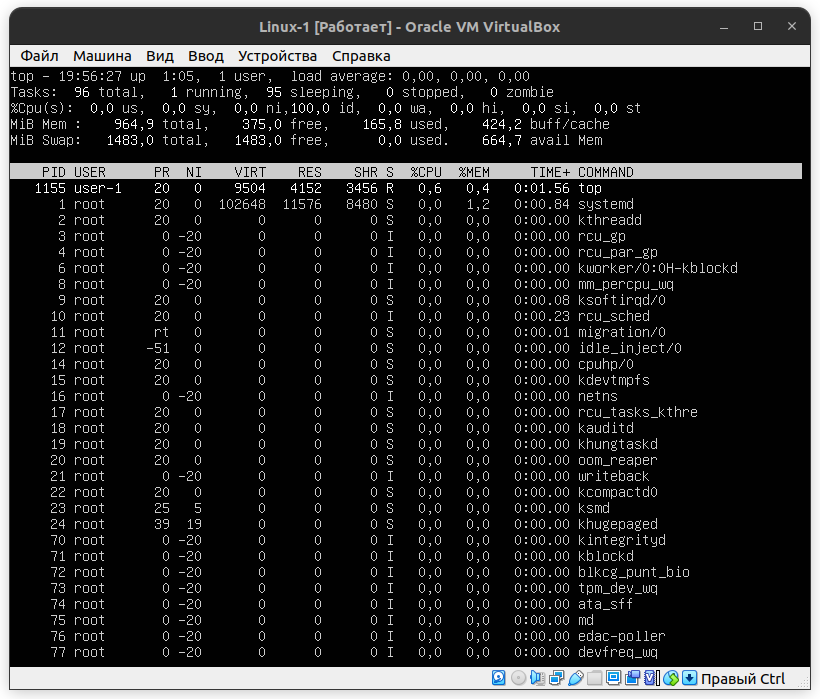 Linux-1 [Работает] - Oracle VM VirtualBox
Файл Машина Вид Ввод Устройства Справка
top - 19:56:27 up 1:05, 1 user, load average: 0,00, 0,00, 0,00
Tasks: 96 total, 1 running, 95 sleeping, 0 stopped, 0 zombie
%Cpu(s): 0,0 us, 0,0 sy, 0,0 ni,100,0 id, 0,0 wa, 0,0 hi, 0,0 si, 0,0 st
MiB Mem : 964,9 total, 375,0 free, 165,8 used, 424,2 buff/cache
MiB Swap: 1483,0 total, 1483,0 free, 0,0 used. 664,7 avail Mem
PID USER PR NI VIRT RES SHR S %CPU %MEM TIME+ COMMAND
1155 user-1 20 0 9504 4152 3456 R 0,6 0,4 0:01.56 top
1 root 20 0 102648 11576 8480 S 0,0 1,2 0:00.84 systemd
2 root 20 0 0 0 0 S 0,0 0,0 0:00.00 kthreadd
3 root 0 -20 0 0 0 I 0,0 0,0 0:00.00 rcu_gp
4 root 0 -20 0 0 0 I 0,0 0,0 0:00.00 rcu_par_gp
6 root 0 -20 0 0 0 I 0,0 0,0 0:00.00 kworker/0:0H-kblockd
8 root 0 -20 0 0 0 I 0,0 0,0 0:00.00 mm_percpu_wq
9 root 20 0 0 0 0 S 0,0 0,0 0:00.08 ksoftirqd/0
10 root 20 0 0 0 0 I 0,0 0,0 0:00.23 rcu_sched
11 root rt 0 0 0 0 S 0,0 0,0 0:00.01 migration/0
12 root -51 0 0 0 0 S 0,0 0,0 0:00.00 idle_inject/0
14 root 20 0 0 0 0 S 0,0 0,0 0:00.00 cpuhp/0
15 root 20 0 0 0 0 S 0,0 0,0 0:00.00 kdevtmpfs
16 root 0 -20 0 0 0 I 0,0 0,0 0:00.00 netns
17 root 20 0 0 0 0 S 0,0 0,0 0:00.00 rcu_tasks_kthre
18 root 20 0 0 0 0 S 0,0 0,0 0:00.00 kauditd
19 root 20 0 0 0 0 S 0,0 0,0 0:00.00 khungtaskd
20 root 20 0 0 0 0 S 0,0 0,0 0:00.00 oom_reaper
21 root 0 -20 0 0 0 I 0,0 0,0 0:00.00 writeback
22 root 20 0 0 0 0 S 0,0 0,0 0:00.00 kcompactd0
23 root 25 5 0 0 0 S 0,0 0,0 0:00.00 ksmd
24 root 39 19 0 0 0 S 0,0 0,0 0:00.00 khugepaged
70 root 0 -20 0 0 0 I 0,0 0,0 0:00.00 kintegrityd
71 root 0 -20 0 0 0 I 0,0 0,0 0:00.00 kblockd
72 root 0 -20 0 0 0 I 0,0 0,0 0:00.00 blkcg_punt_bio
73 root 0 -20 0 0 0 I 0,0 0,0 0:00.00 tpm_dev_wq
74 root 0 -20 0 0 0 I 0,0 0,0 0:00.00 ata_sff
75 root 0 -20 0 0 0 I 0,0 0,0 0:00.00 md
76 root 0 -20 0 0 0 I 0,0 0,0 0:00.00 edac-poller
77 root 0 -20 0 0 0 I 0,0 0,0 0:00.00 devfreq_wq
Правый Ctrl